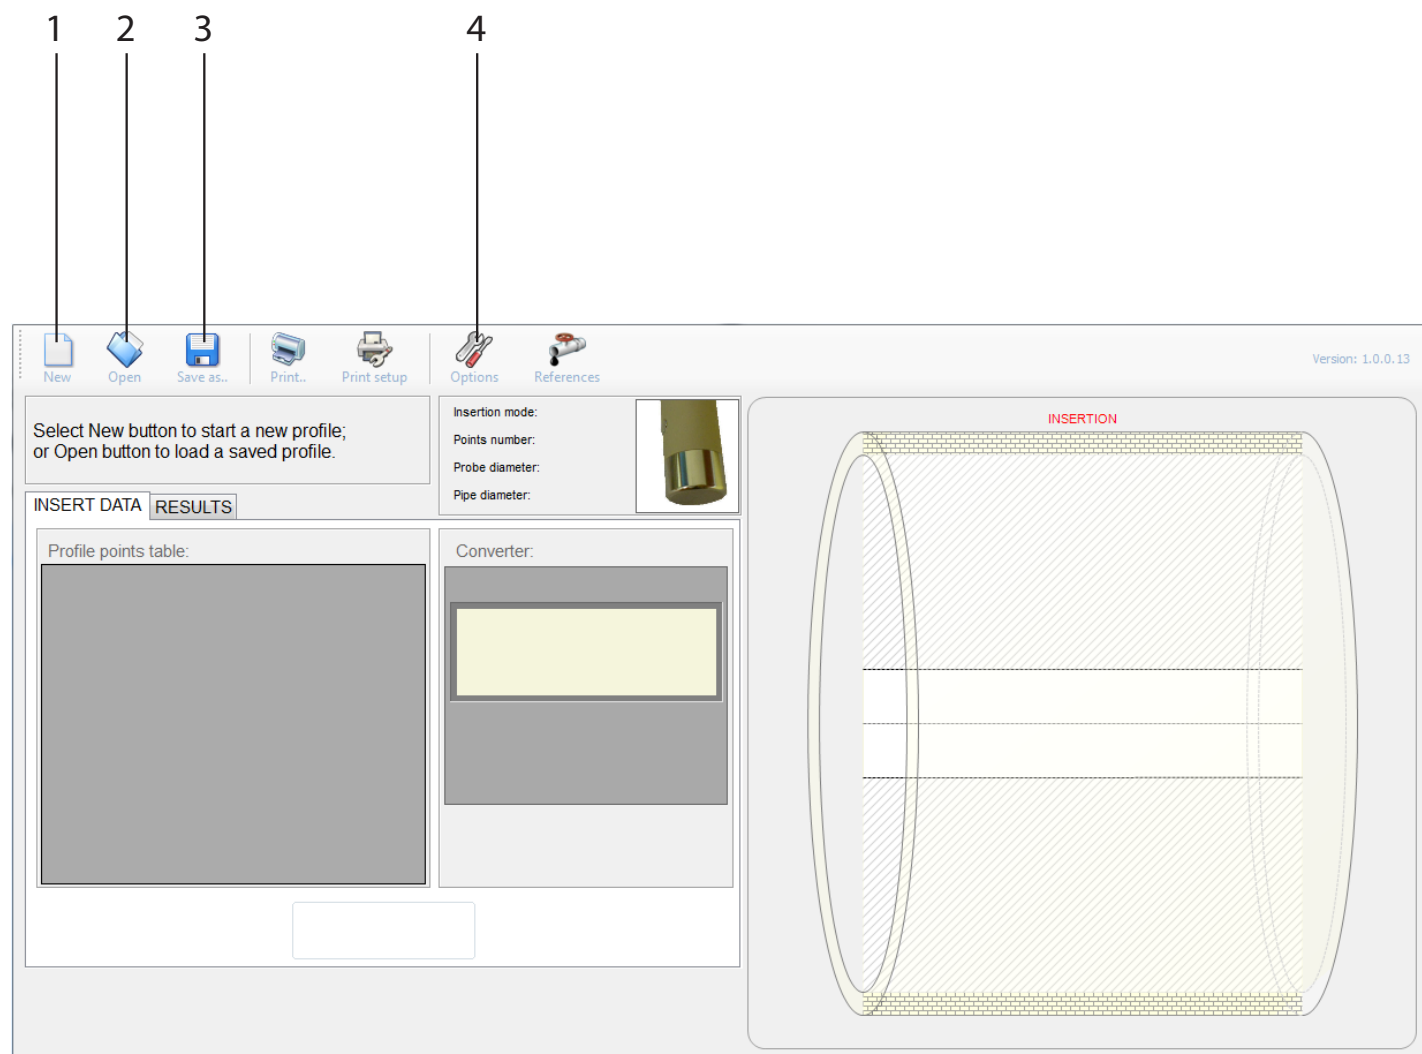 1 2 3 4
New Open Save as.. Print.. Print setup Options References
Version: 1.0.0.13
Select New button to start a new profile;
or Open button to load a saved profile.
Insertion mode:
Points number:
Probe diameter:
Pipe diameter:
INSERTION
INSERT DATA RESULTS
Profile points table:
Converter: